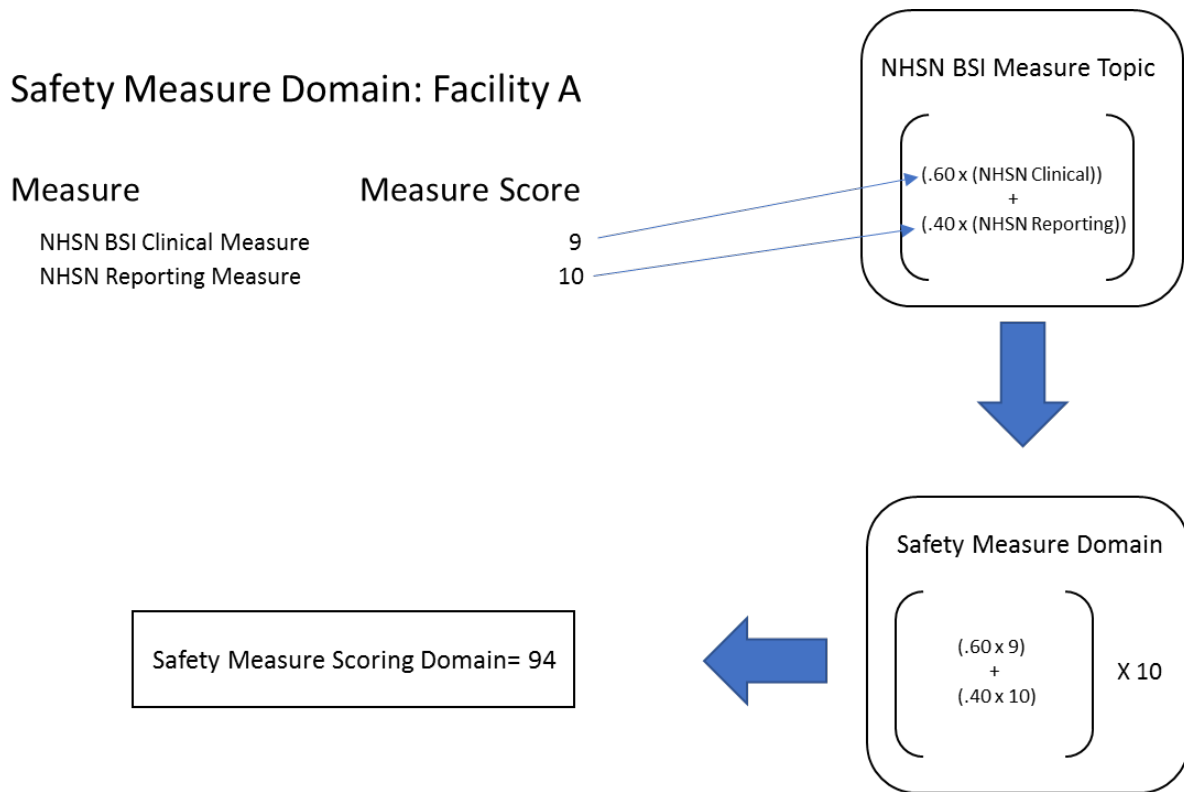 Safety Measure Domain: Facility A
Measure Measure Score
NHSN BSI Clinical Measure 9
NHSN Reporting Measure 10
NHSN BSI Measure Topic
(.60 x (NHSN Clinical))
+
(.40 x (NHSN Reporting))
Safety Measure Domain
(.60 x 9)
+
(.40 x 10)
X 10
Safety Measure Scoring Domain= 94